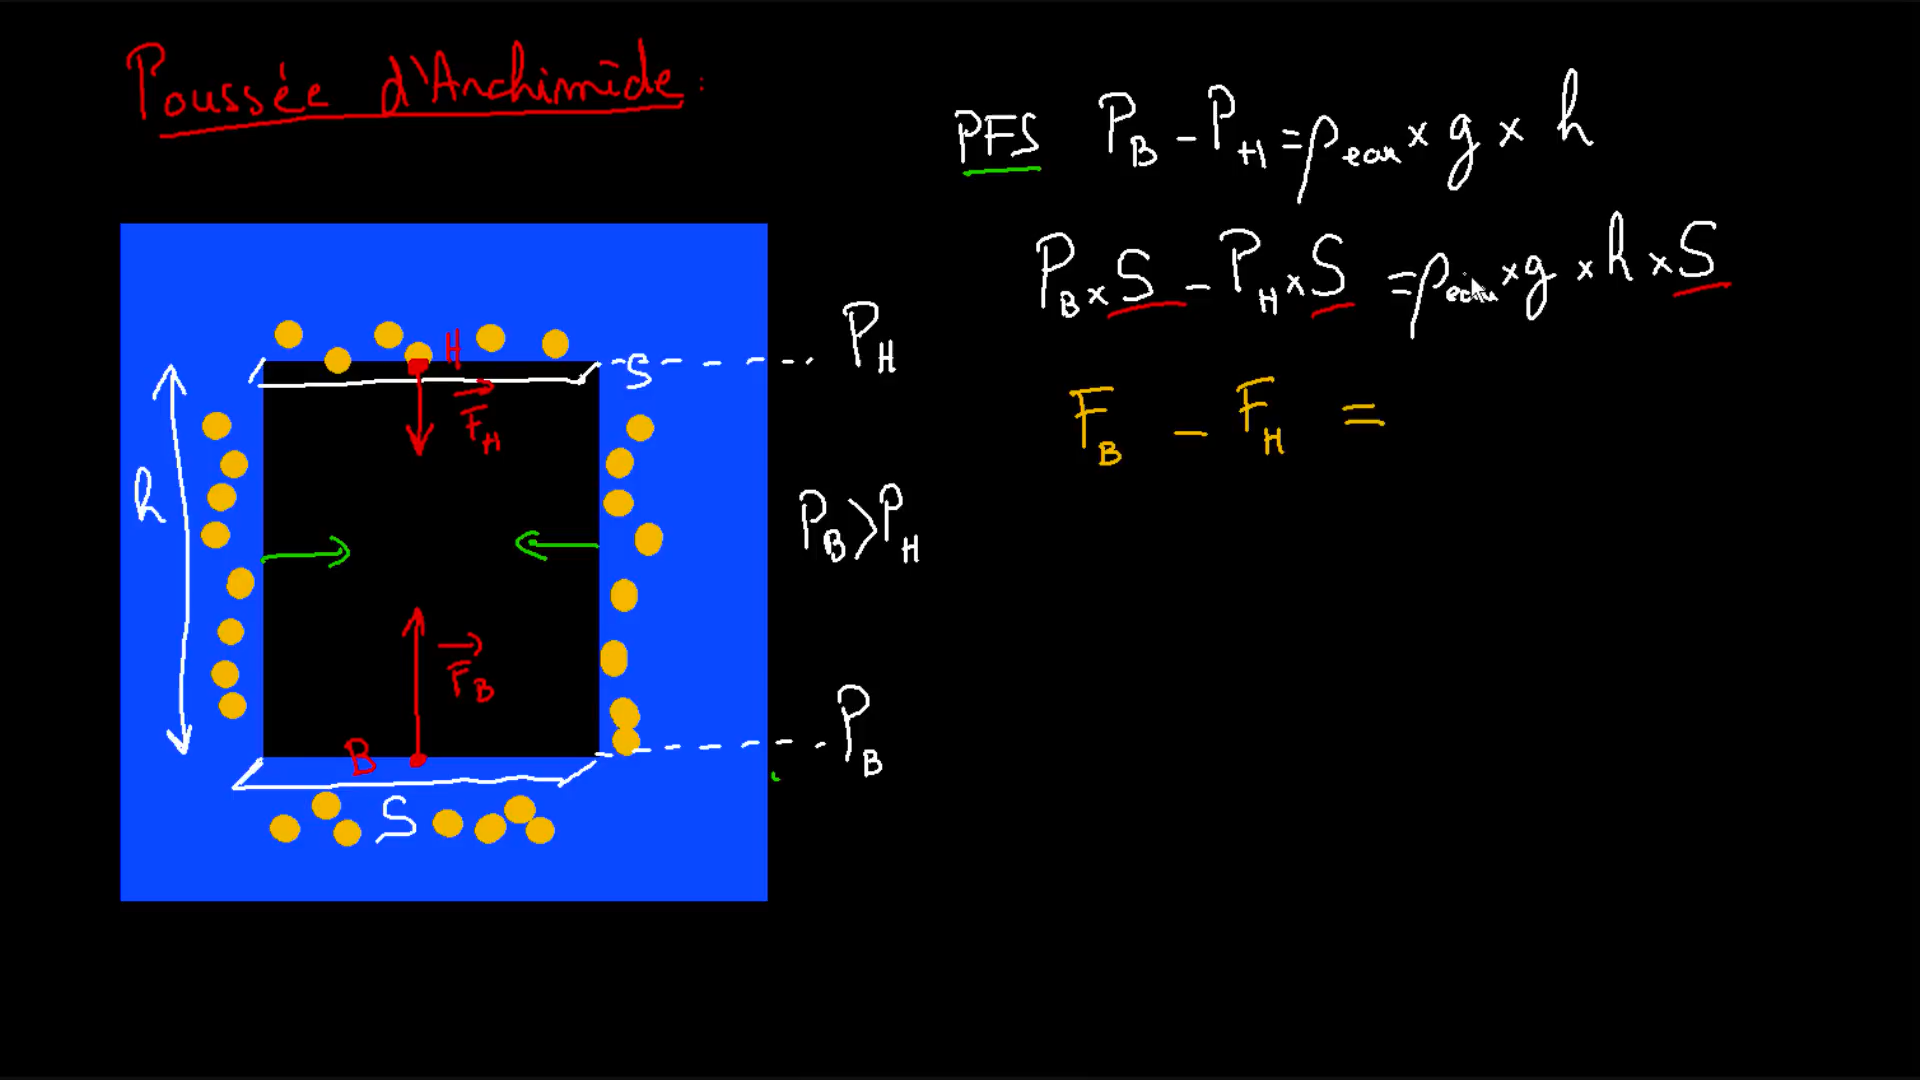 Poussée d'Archimède :
PFS P_B - P_H = ρ_eau × g × h
P_B × S - P_H × S = ρ_eau × g × h × S
F_B - F_H =
P_H
H
S
F_H
h
P_B > P_H
F_B
P_B
B
S